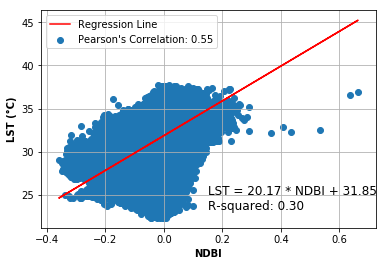 45
40
35
30
25
LST (°C)
Regression Line
Pearson's Correlation: 0.55
LST = 20.17 * NDBI + 31.85
R-squared: 0.30
−0.4 −0.2 0.0 0.2 0.4 0.6
NDBI